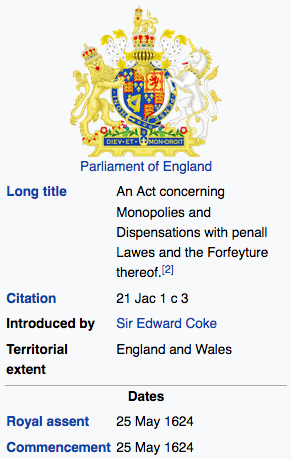 DIEV·ET MON·DROIT
Parliament of England
Long title An Act concerning
Monopolies and
Dispensations with penall
Lawes and the Forfeyture
thereof.[2]
Citation 21 Jac 1 c 3
Introduced by Sir Edward Coke
Territorial England and Wales
extent
Dates
Royal assent 25 May 1624
Commencement 25 May 1624